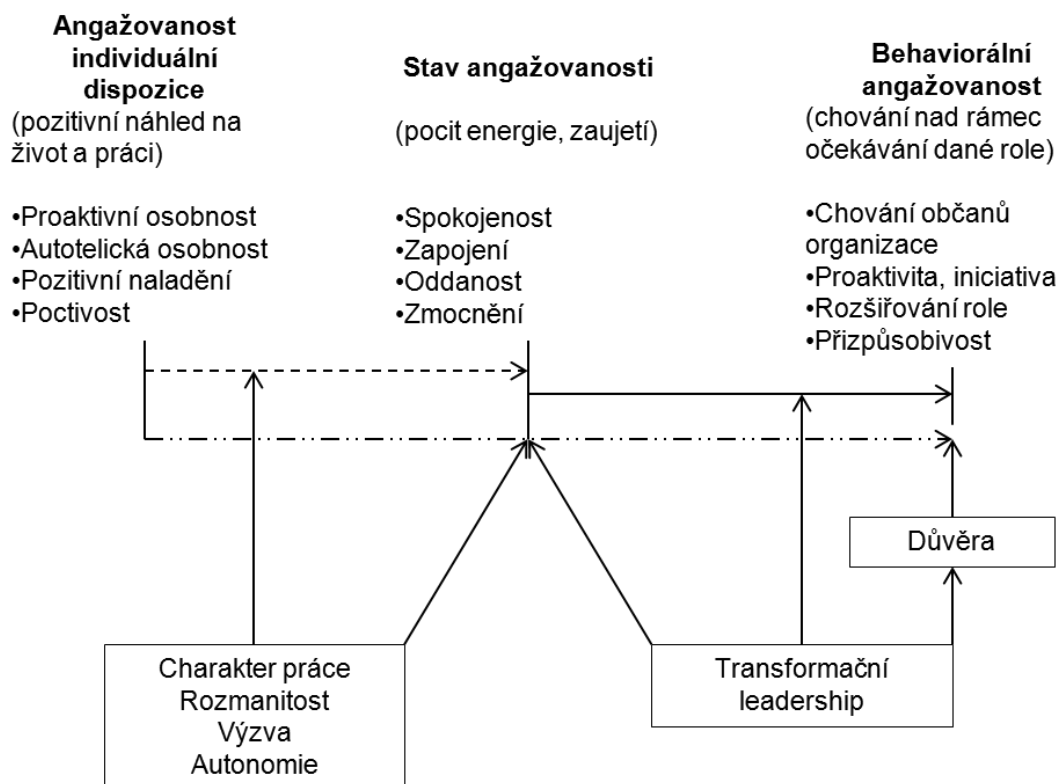 Angažovanost
individuální
dispozice
(pozitivní náhled na
život a práci)
•Proaktivní osobnost
•Autotelická osobnost
•Pozitivní naladění
•Poctivost
Stav angažovanosti
(pocit energie, zaujetí)
•Spokojenost
•Zapojení
•Oddanost
•Zmocnění
Behaviorální
angažovanost
(chování nad rámec
očekávání dané role)
•Chování občanů
organizace
•Proaktivita, iniciativa
•Rozšiřování role
•Přizpůsobivost
Důvěra
Charakter práce
Rozmanitost
Výzva
Autonomie
Transformační
leadership